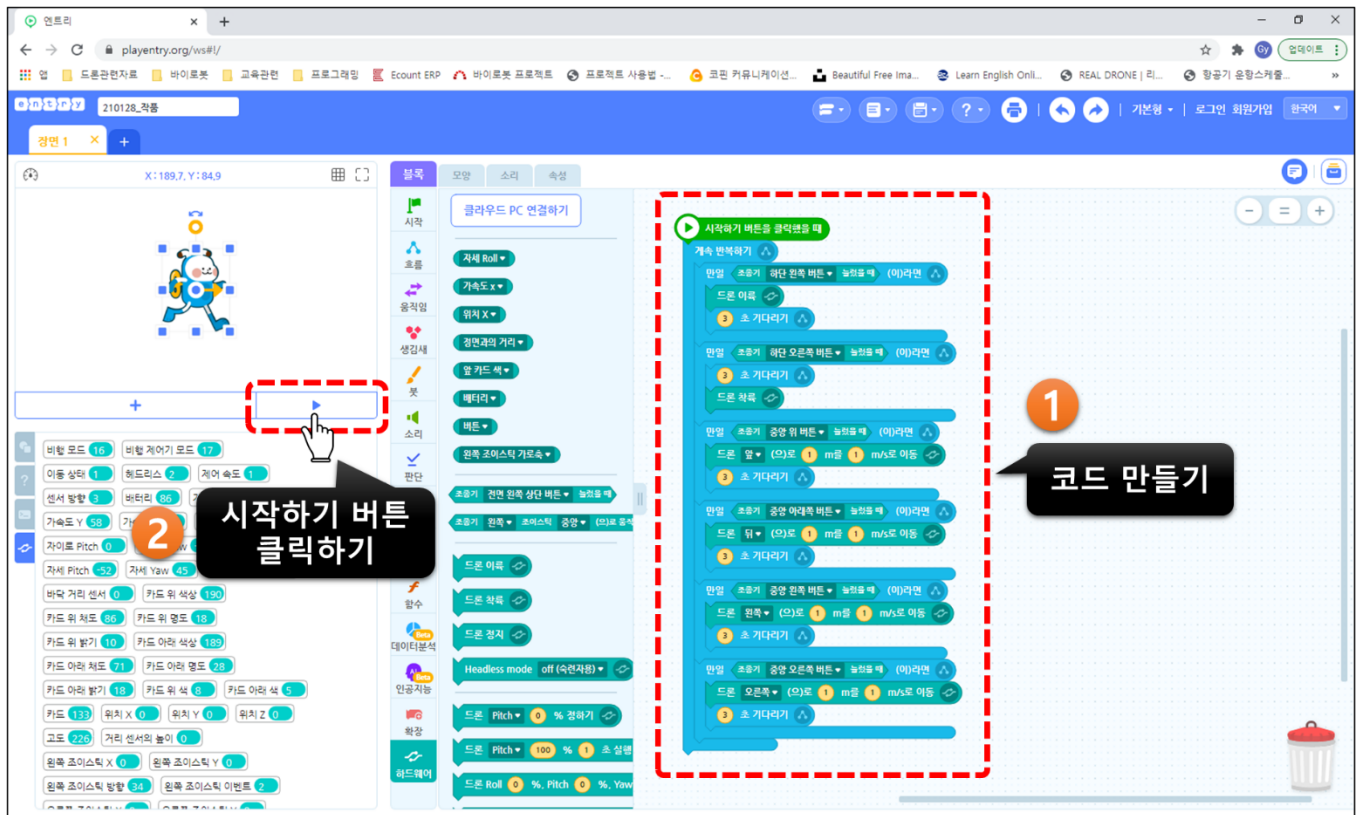 엔트리
playentry.org/ws#!/
Gy
업데이트
앱 드론관련자료 바이로봇 교육관련 프로그래밍 Ecount ERP 바이로봇 프로젝트 프로젝트 사용법 -... 코핀 커뮤니케이션... Beautiful Free Ima... Learn English Onli... REAL DRONE | 리... 항공기 운항스케줄... »
entry 210128_작품
기본형 로그인 회원가입 한국어
장면 1
X : 189.7, Y : 84.9
블록 모양 소리 속성
시작
흐름
움직임
생김새
붓
소리
판단
함수
데이터분석 Beta
인공지능 Beta
확장
하드웨어
클라우드 PC 연결하기
자세 Roll
가속도 x
위치 X
정면과의 거리
앞 카드 색
배터리
버튼
왼쪽 조이스틱 가로축
조종기 전면 왼쪽 상단 버튼 눌렀을 때
조종기 왼쪽 조이스틱 중앙 (으)로 움직
드론 이륙
드론 착륙
드론 정지
Headless mode off (숙련자용)
드론 Pitch 0 % 정하기
드론 Pitch 100 % 1 초 실행
드론 Roll 0 %, Pitch 0 %, Yaw
시작하기 버튼을 클릭했을 때
계속 반복하기
만일 조종기 하단 왼쪽 버튼 눌렀을 때 (이)라면
드론 이륙
3 초 기다리기
만일 조종기 하단 오른쪽 버튼 눌렀을 때 (이)라면
3 초 기다리기
드론 착륙
만일 조종기 중앙 위 버튼 눌렀을 때 (이)라면
드론 앞 (으)로 1 m를 1 m/s로 이동
3 초 기다리기
만일 조종기 중앙 아래쪽 버튼 눌렀을 때 (이)라면
드론 뒤 (으)로 1 m를 1 m/s로 이동
3 초 기다리기
만일 조종기 중앙 왼쪽 버튼 눌렀을 때 (이)라면
드론 왼쪽 (으)로 1 m를 1 m/s로 이동
3 초 기다리기
만일 조종기 중앙 오른쪽 버튼 눌렀을 때 (이)라면
드론 오른쪽 (으)로 1 m를 1 m/s로 이동
3 초 기다리기
1
코드 만들기
2
시작하기 버튼
클릭하기
비행 모드 16 비행 제어기 모드 17
이동 상태 1 헤드리스 2 제어 속도 1
센서 방향 3 배터리 86
가속도 Y 58
자이로 Pitch 0
자세 Pitch -52 자세 Yaw 45
바닥 거리 센서 0 카드 위 색상 190
카드 위 채도 86 카드 위 명도 18
카드 위 밝기 10 카드 아래 색상 189
카드 아래 채도 71 카드 아래 명도 28
카드 아래 밝기 18 카드 위 색 8 카드 아래 색 5
카드 133 위치 X 0 위치 Y 0 위치 Z 0
고도 226 거리 센서의 높이 0
왼쪽 조이스틱 X 0 왼쪽 조이스틱 Y 0
왼쪽 조이스틱 방향 34 왼쪽 조이스틱 이벤트 2